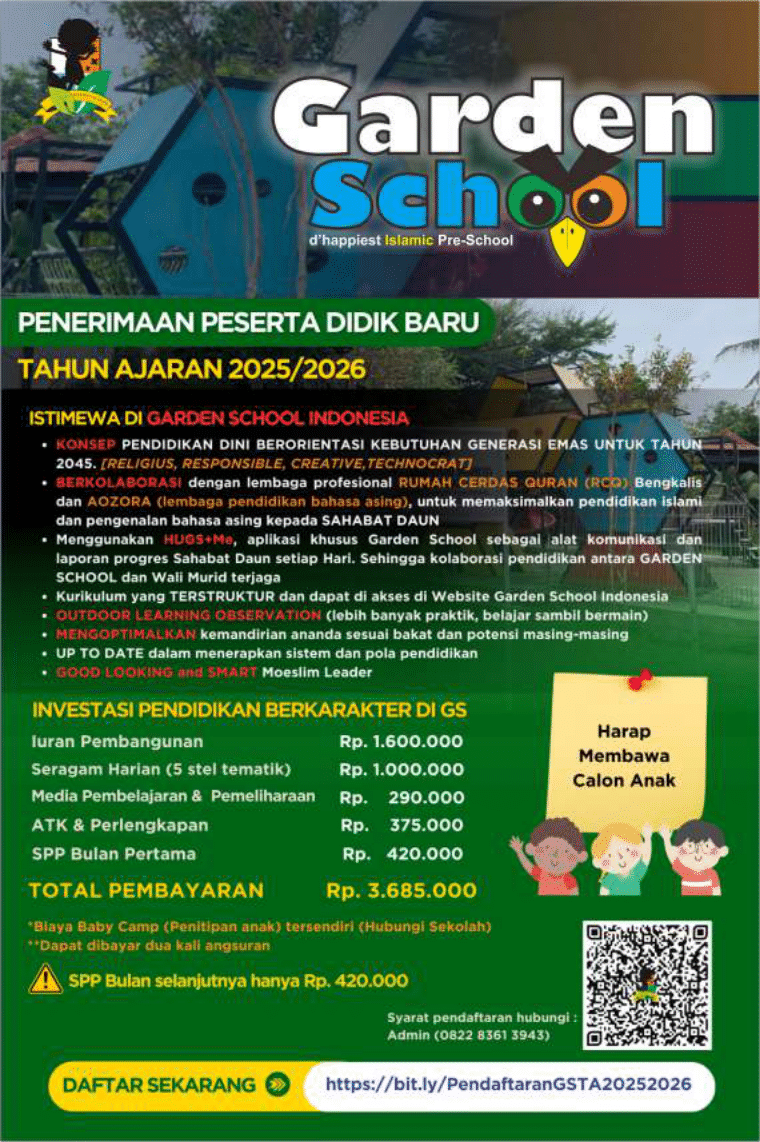 Garden
School
d'happiest Islamic Pre-School
PENERIMAAN PESERTA DIDIK BARU
TAHUN AJARAN 2025/2026
ISTIMEWA DI GARDEN SCHOOL INDONESIA
• KONSEP PENDIDIKAN DINI BERORIENTASI KEBUTUHAN GENERASI EMAS UNTUK TAHUN
2045. [RELIGIUS, RESPONSIBLE, CREATIVE,TECHNOCRAT]
• BERKOLABORASI dengan lembaga profesional RUMAH CERDAS QURAN (RCQ) Bengkalis
dan AOZORA (lembaga pendidikan bahasa asing), untuk memaksimalkan pendidikan islami
dan pengenalan bahasa asing kepada SAHABAT DAUN
• Menggunakan HUGS+Me, aplikasi khusus Garden School sebagai alat komunikasi dan
laporan progres Sahabat Daun setiap Hari. Sehingga kolaborasi pendidikan antara GARDEN
SCHOOL dan Wali Murid terjaga
• Kurikulum yang TERSTRUKTUR dan dapat di akses di Website Garden School Indonesia
• OUTDOOR LEARNING OBSERVATION (lebih banyak praktik, belajar sambil bermain)
• MENGOPTIMALKAN kemandirian ananda sesuai bakat dan potensi masing-masing
• UP TO DATE dalam menerapkan sistem dan pola pendidikan
• GOOD LOOKING and SMART Moeslim Leader
INVESTASI PENDIDIKAN BERKARAKTER DI GS
Iuran Pembangunan Rp. 1.600.000
Seragam Harian (5 stel tematik) Rp. 1.000.000
Media Pembelajaran & Pemeliharaan Rp. 290.000
ATK & Perlengkapan Rp. 375.000
SPP Bulan Pertama Rp. 420.000
TOTAL PEMBAYARAN Rp. 3.685.000
Harap
Membawa
Calon Anak
*Biaya Baby Camp (Penitipan anak) tersendiri (Hubungi Sekolah)
**Dapat dibayar dua kali angsuran
SPP Bulan selanjutnya hanya Rp. 420.000
Syarat pendaftaran hubungi :
Admin (0822 8361 3943)
DAFTAR SEKARANG https://bit.ly/PendaftaranGSTA20252026